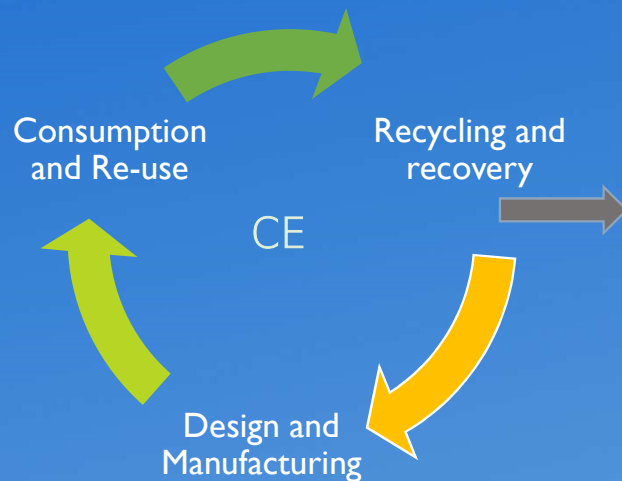 Consumption
and Re-use
Recycling and
recovery
CE
Design and
Manufacturing